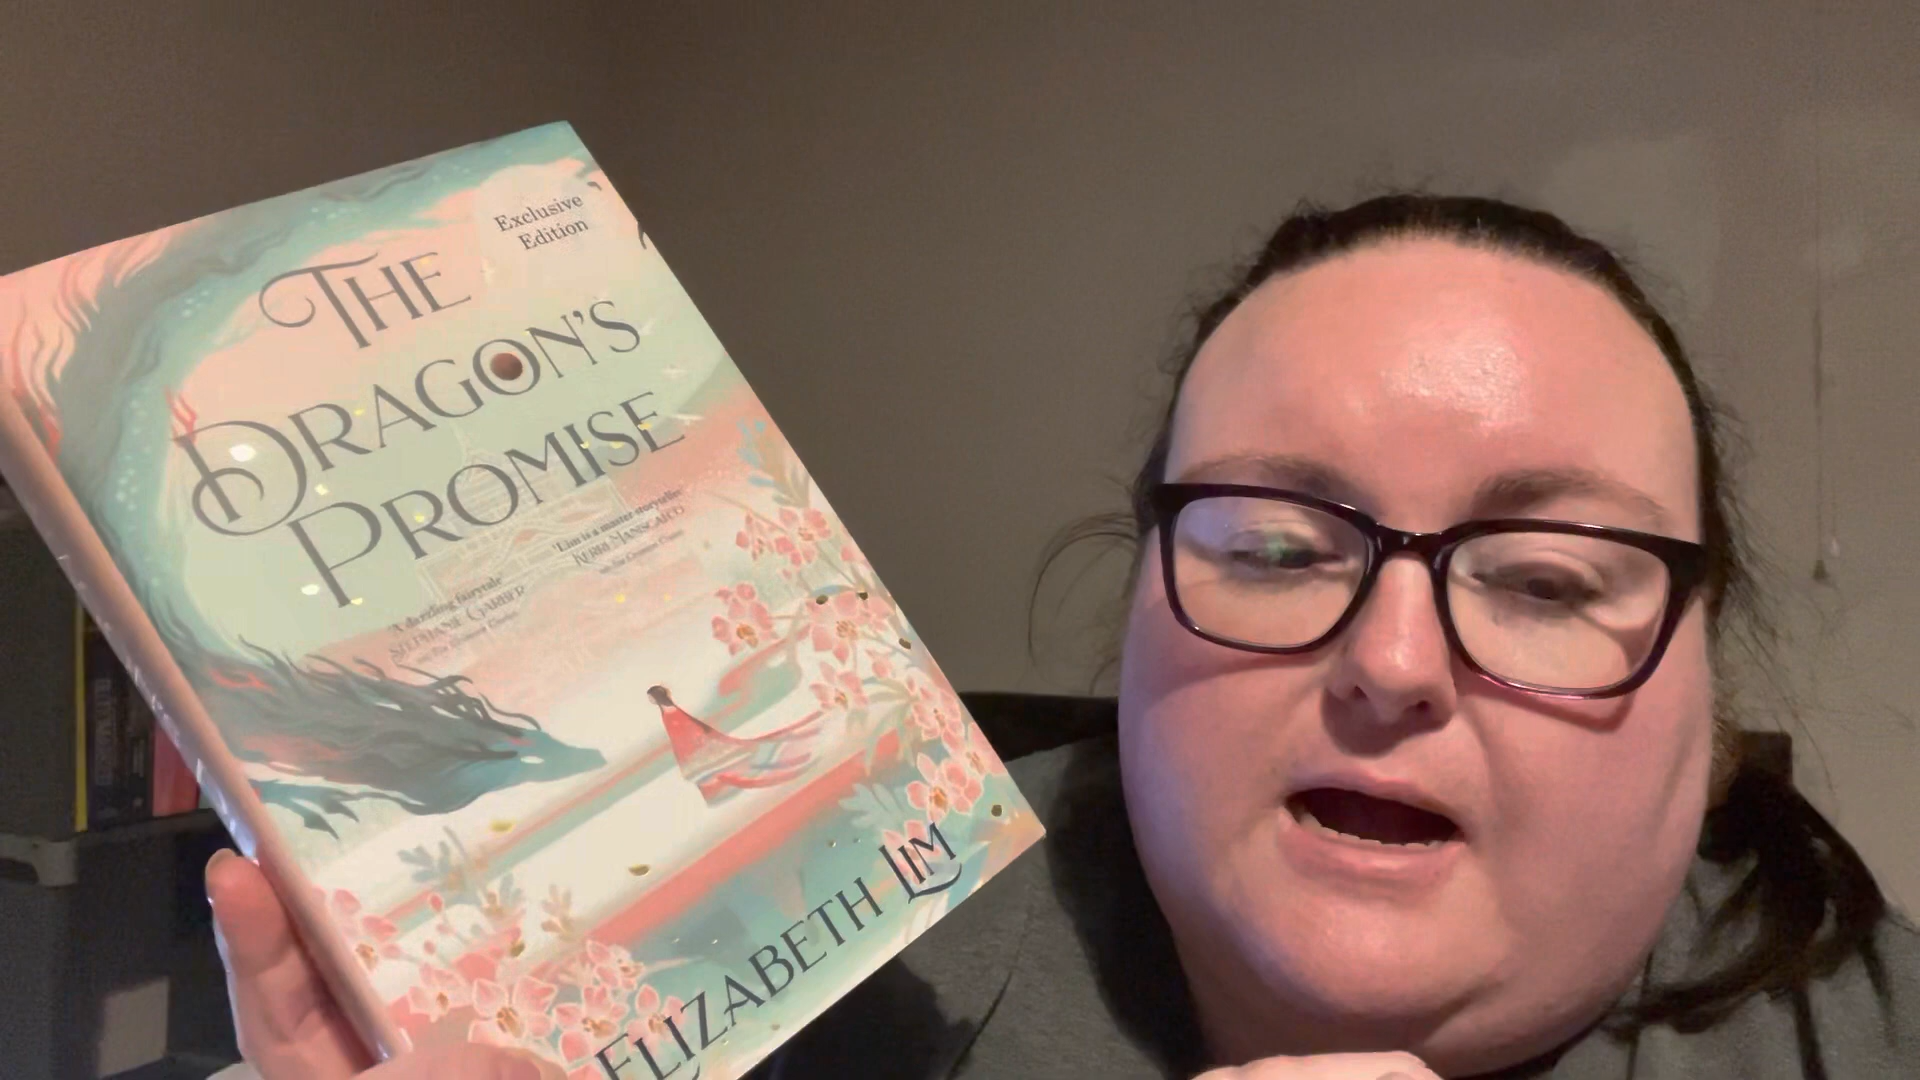 Exclusive
Edition
THE
DRAGON'S
PROMISE
'Lim is a master storyteller'
KERRI MANISCALCO
'A dazzling fairytale'
STEPHANIE GARBER
ELIZABETH LIM